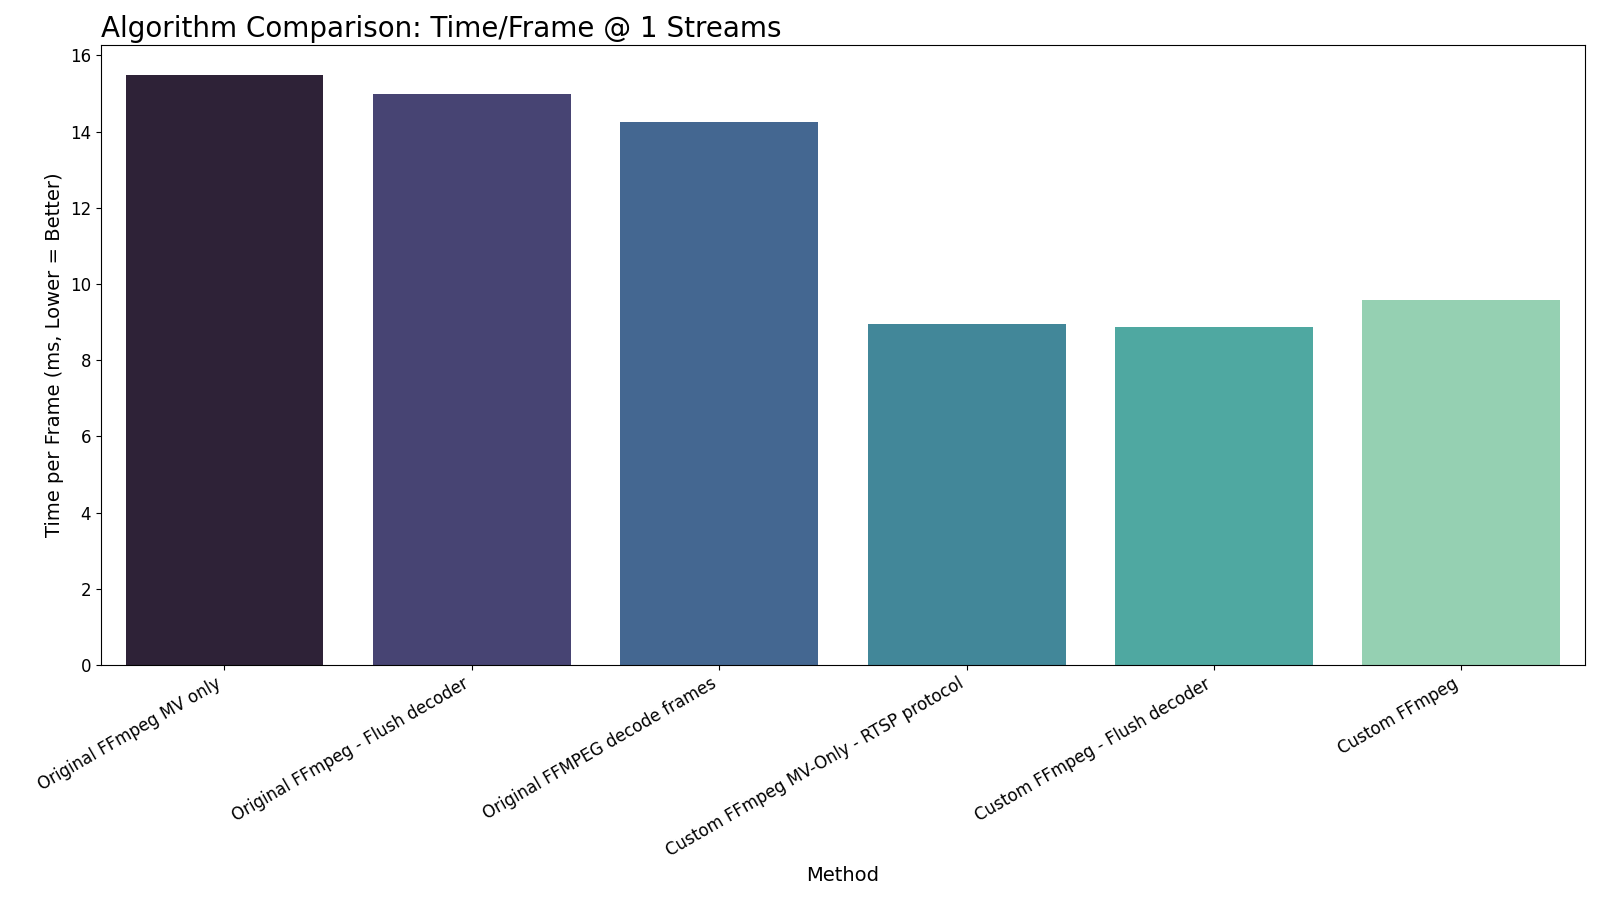 Algorithm Comparison: Time/Frame @ 1 Streams
Time per Frame (ms, Lower = Better)
16
14
12
10
8
6
4
2
0
Original FFmpeg MV only
Original FFmpeg - Flush decoder
Original FFMPEG decode frames
Custom FFmpeg MV-Only - RTSP protocol
Custom FFmpeg - Flush decoder
Custom FFmpeg
Method